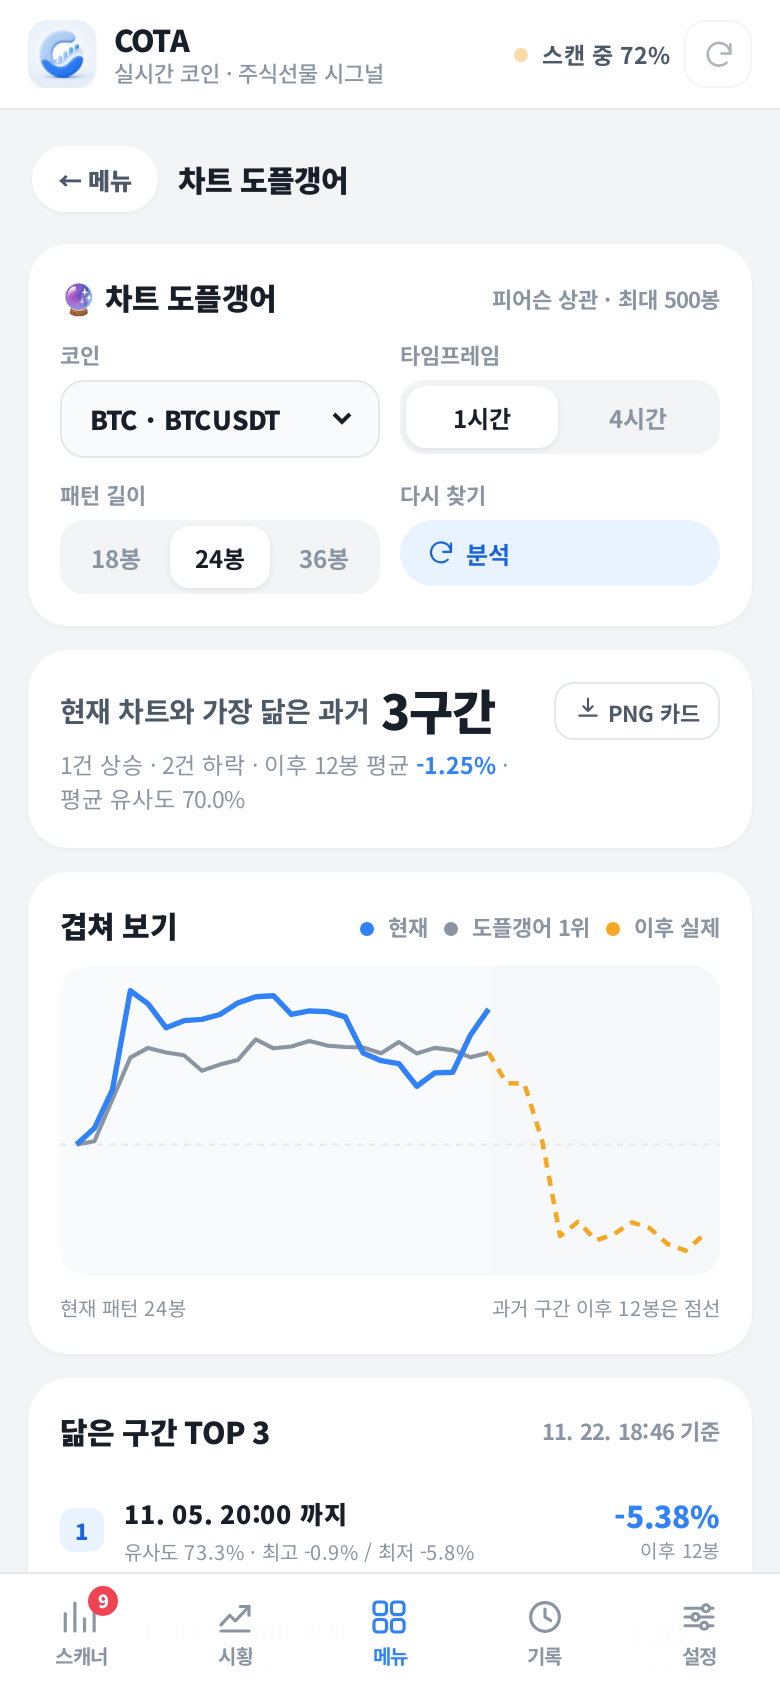 COTA
실시간 코인 · 주식선물 시그널
스캔 중 72%
← 메뉴
차트 도플갱어
차트 도플갱어
피어슨 상관 · 최대 500봉
코인
타임프레임
BTC · BTCUSDT
1시간
4시간
패턴 길이
다시 찾기
18봉
24봉
36봉
분석
현재 차트와 가장 닮은 과거 3구간
PNG 카드
1건 상승 · 2건 하락 · 이후 12봉 평균 -1.25% ·
평균 유사도 70.0%
겹쳐 보기
현재
도플갱어 1위
이후 실제
현재 패턴 24봉
과거 구간 이후 12봉은 점선
닮은 구간 TOP 3
11. 22. 18:46 기준
1
11. 05. 20:00 까지
-5.38%
유사도 73.3% · 최고 -0.9% / 최저 -5.8%
이후 12봉
9
스캐너
시황
메뉴
기록
설정